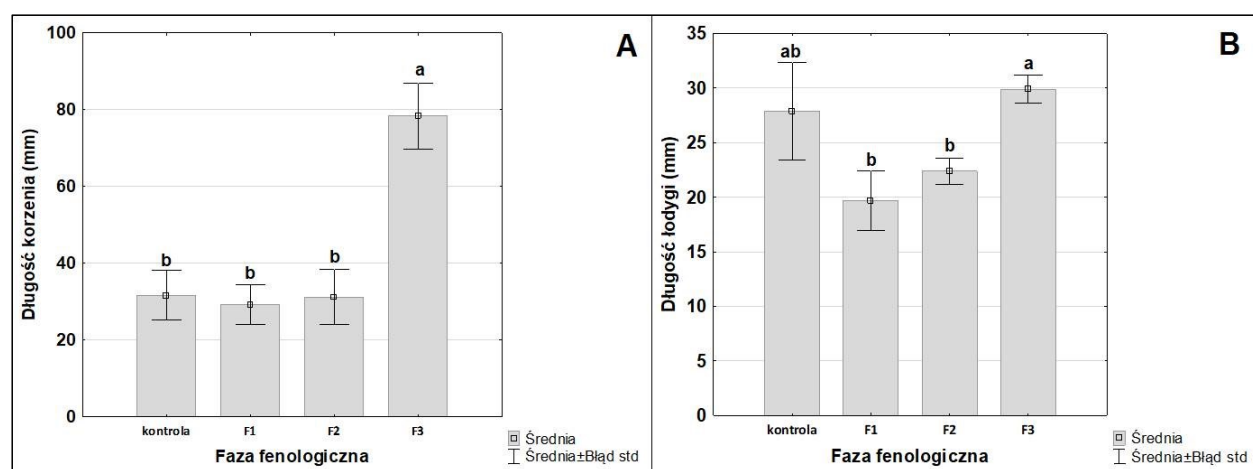 A
Długość korzenia (mm)
100
80
60
40
20
0
b
b
b
a
kontrola F1 F2 F3
Faza fenologiczna
Średnia
Średnia±Błąd std
B
Długość łodygi (mm)
35
30
25
20
15
10
5
0
ab
b
b
a
kontrola F1 F2 F3
Faza fenologiczna
Średnia
Średnia±Błąd std